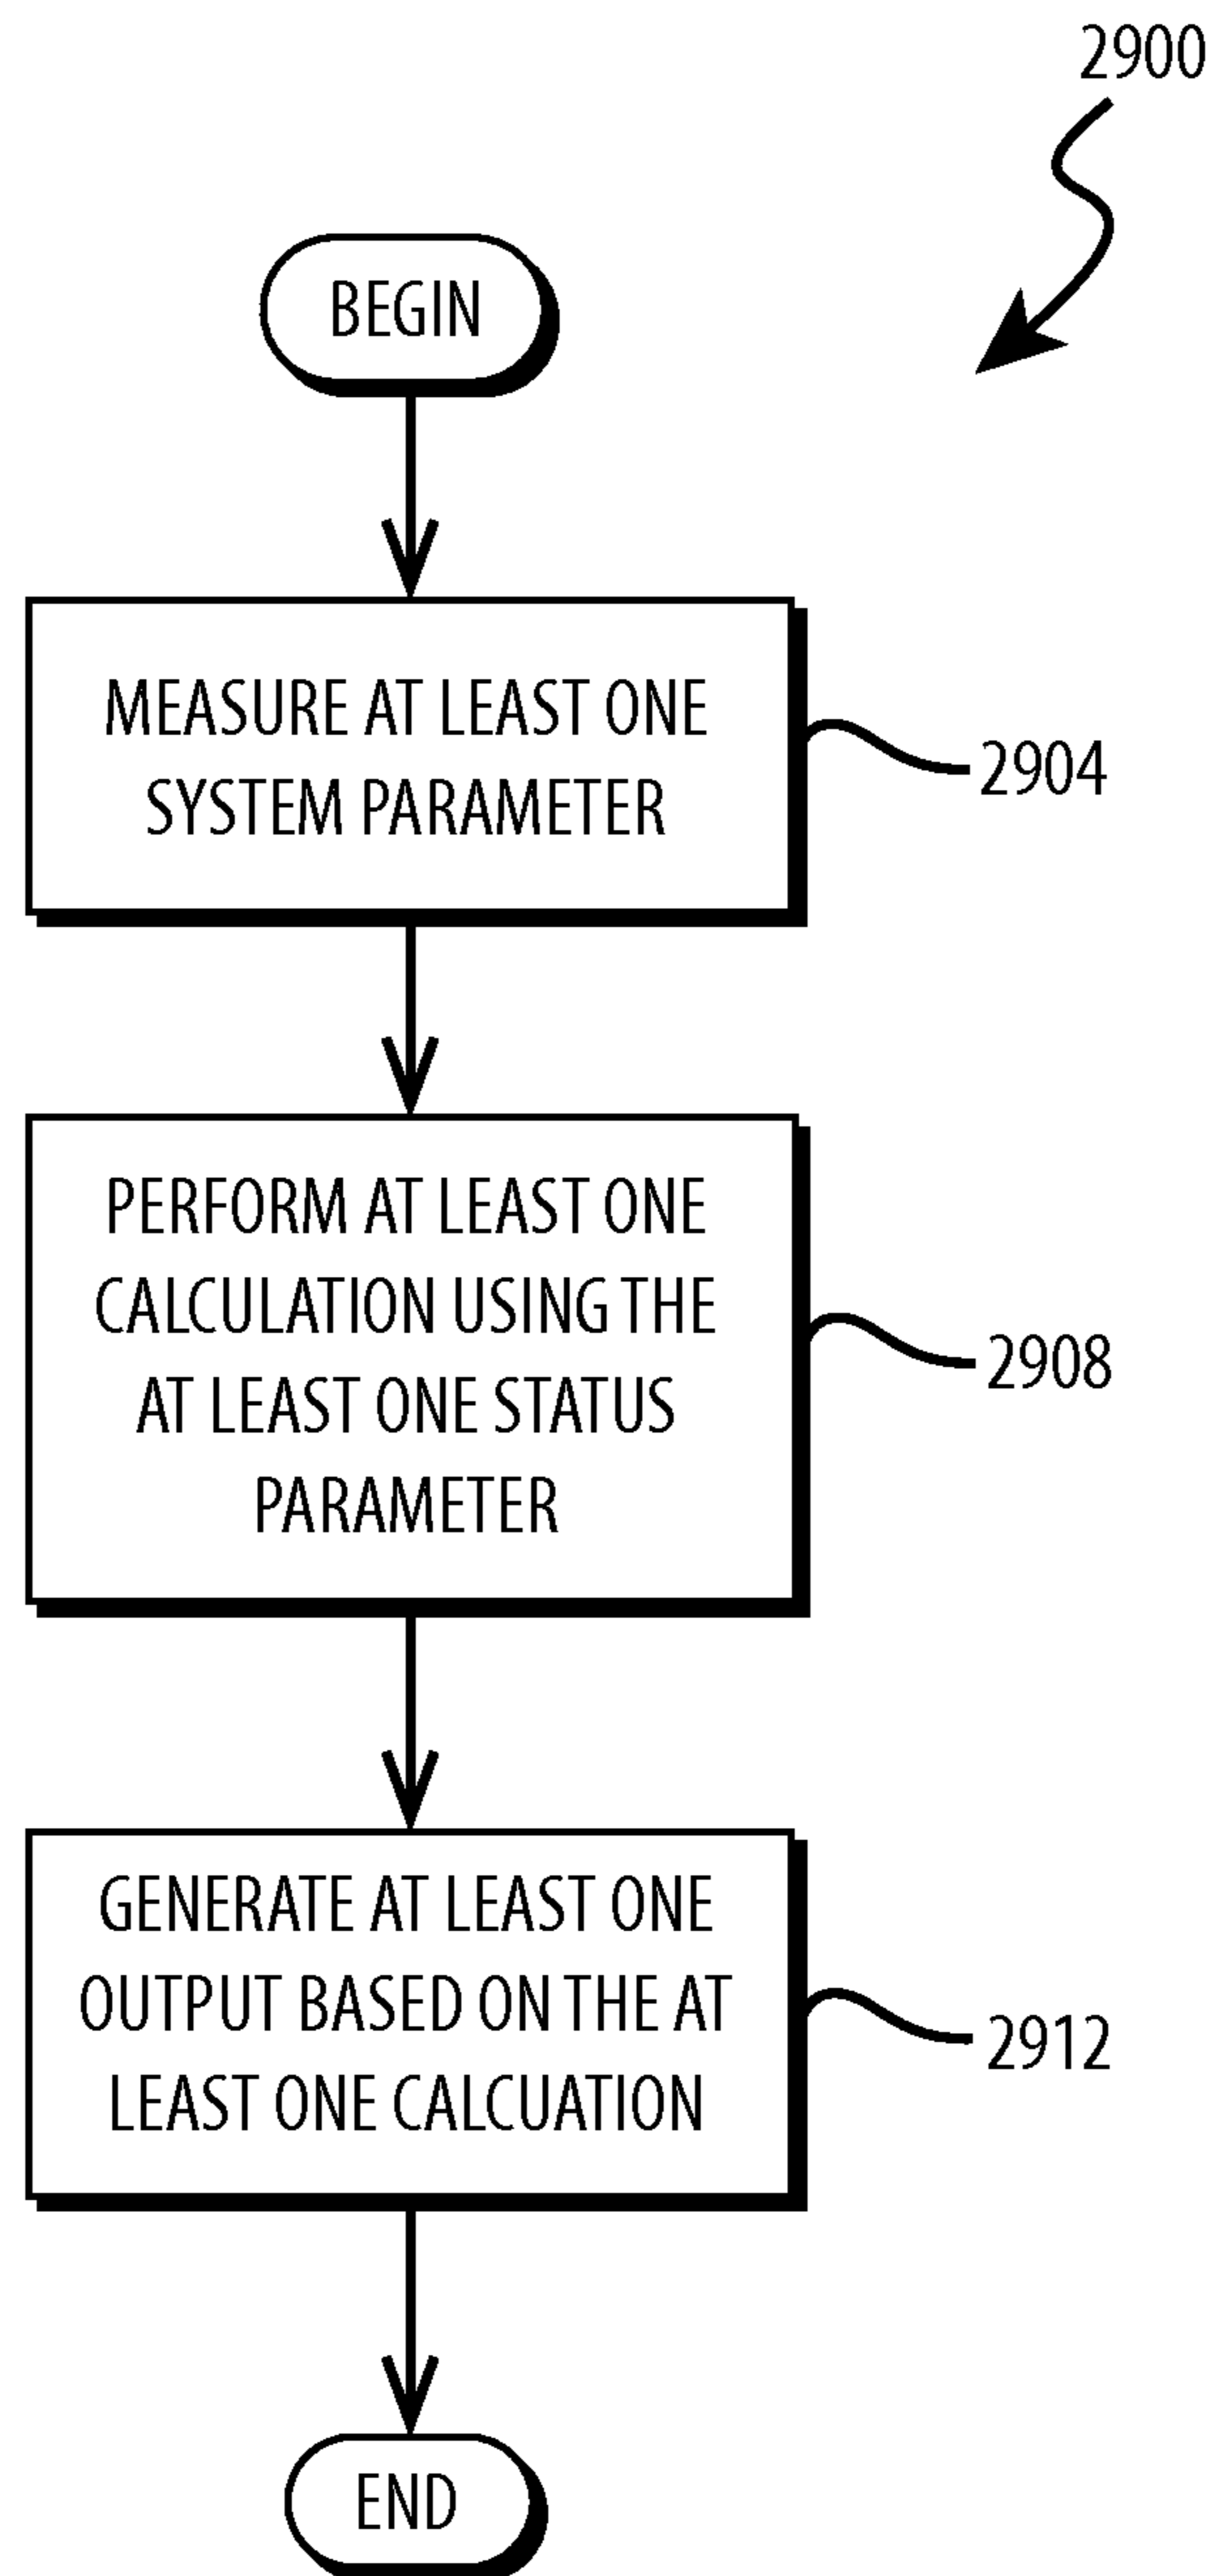 2900
BEGIN
MEASURE AT LEAST ONE
SYSTEM PARAMETER
2904
PERFORM AT LEAST ONE
CALCULATION USING THE
AT LEAST ONE STATUS
PARAMETER
2908
GENERATE AT LEAST ONE
OUTPUT BASED ON THE AT
LEAST ONE CALCUATION
2912
END